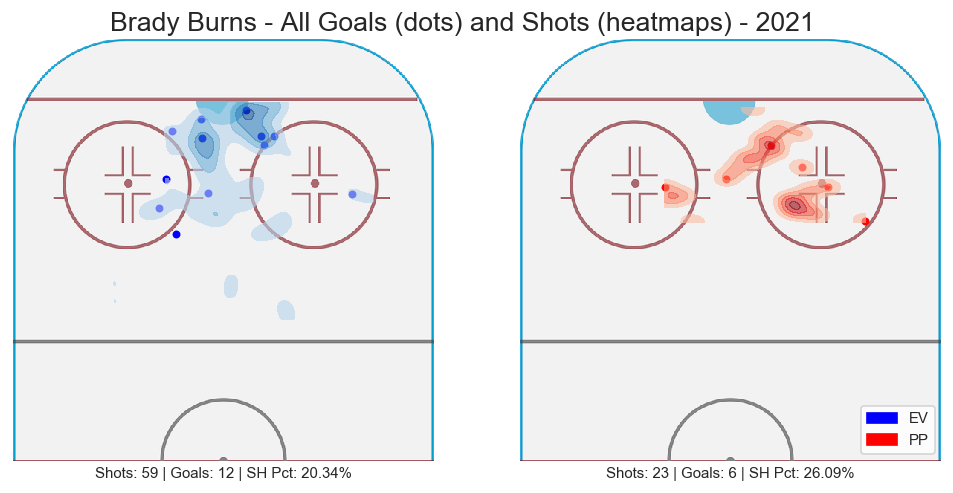 Brady Burns - All Goals (dots) and Shots (heatmaps) - 2021
EV
PP
Shots: 59 | Goals: 12 | SH Pct: 20.34%
Shots: 23 | Goals: 6 | SH Pct: 26.09%